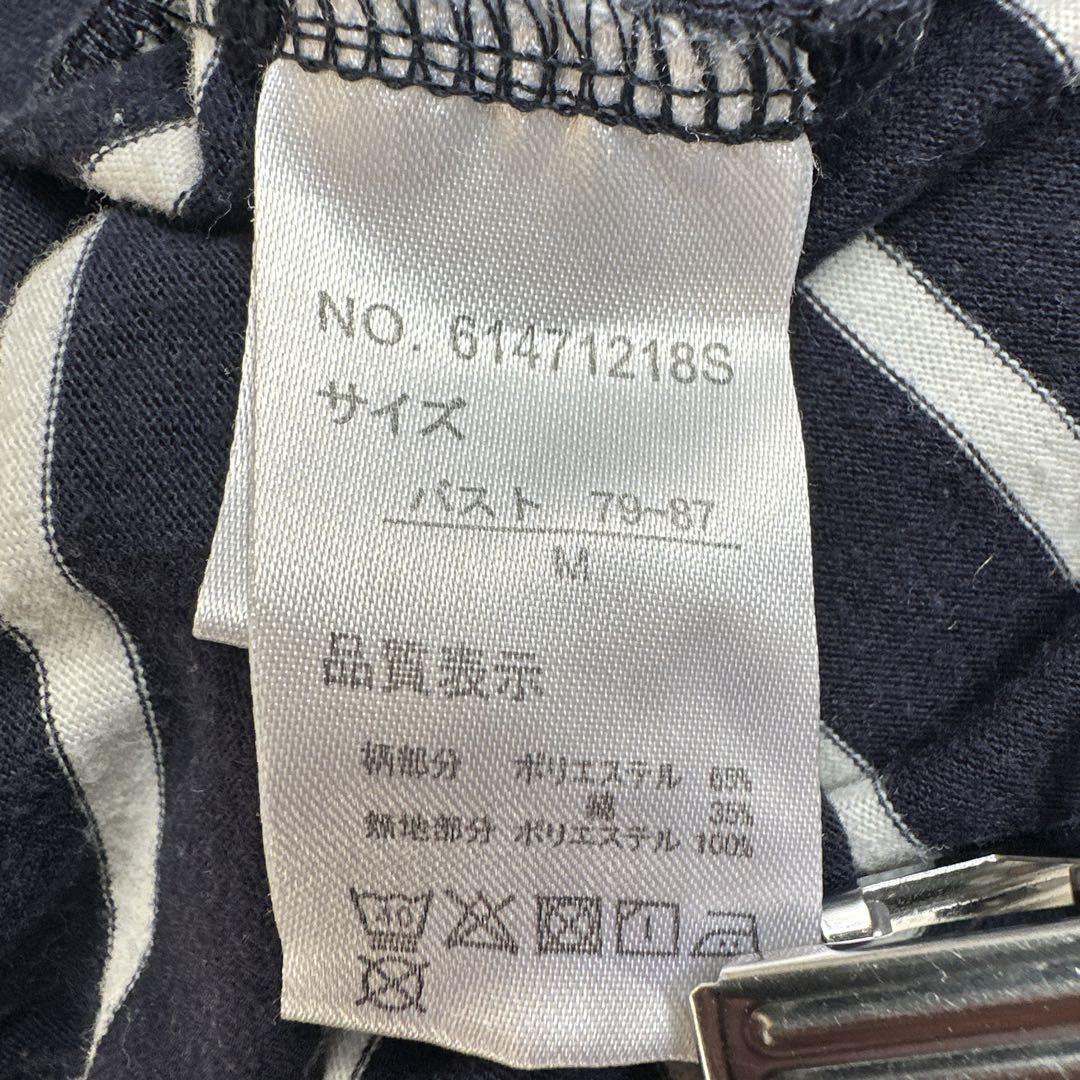 NO. 61471218S
サイズ
バスト 79-87
M
品質表示
柄部分 ポリエステル 65%
綿 35%
無地部分 ポリエステル 100%
40